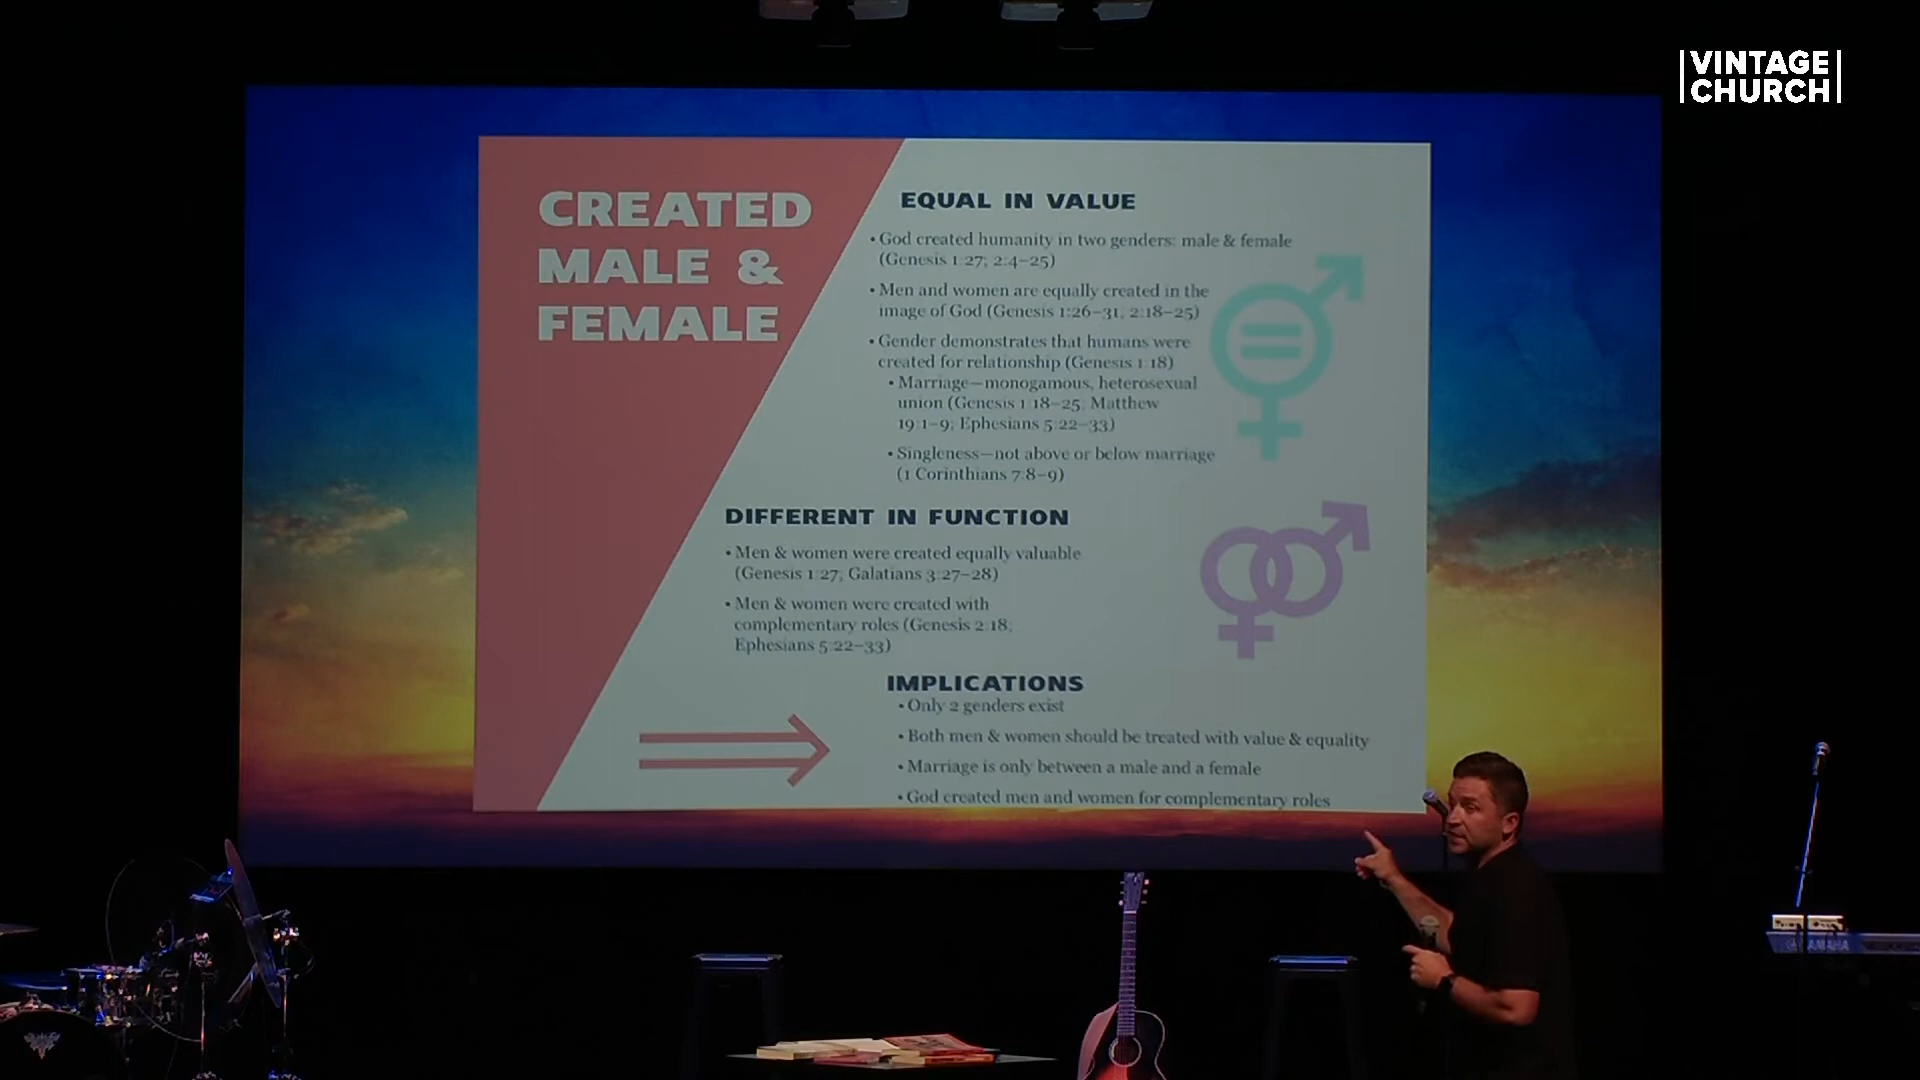 VINTAGE
CHURCH
CREATED
MALE &
FEMALE
EQUAL IN VALUE
• God created humanity in two genders: male & female
(Genesis 1:27; 2:4–25)
• Men and women are equally created in the
image of God (Genesis 1:26–31; 2:18–25)
• Gender demonstrates that humans were
created for relationship (Genesis 1:18)
• Marriage—monogamous, heterosexual
union (Genesis 1:18–25; Matthew
19:1–9; Ephesians 5:22–33)
• Singleness—not above or below marriage
(1 Corinthians 7:8–9)
DIFFERENT IN FUNCTION
• Men & women were created equally valuable
(Genesis 1:27; Galatians 3:27–28)
• Men & women were created with
complementary roles (Genesis 2:18;
Ephesians 5:22–33)
IMPLICATIONS
• Only 2 genders exist
• Both men & women should be treated with value & equality
• Marriage is only between a male and a female
• God created men and women for complementary roles
YAMAHA